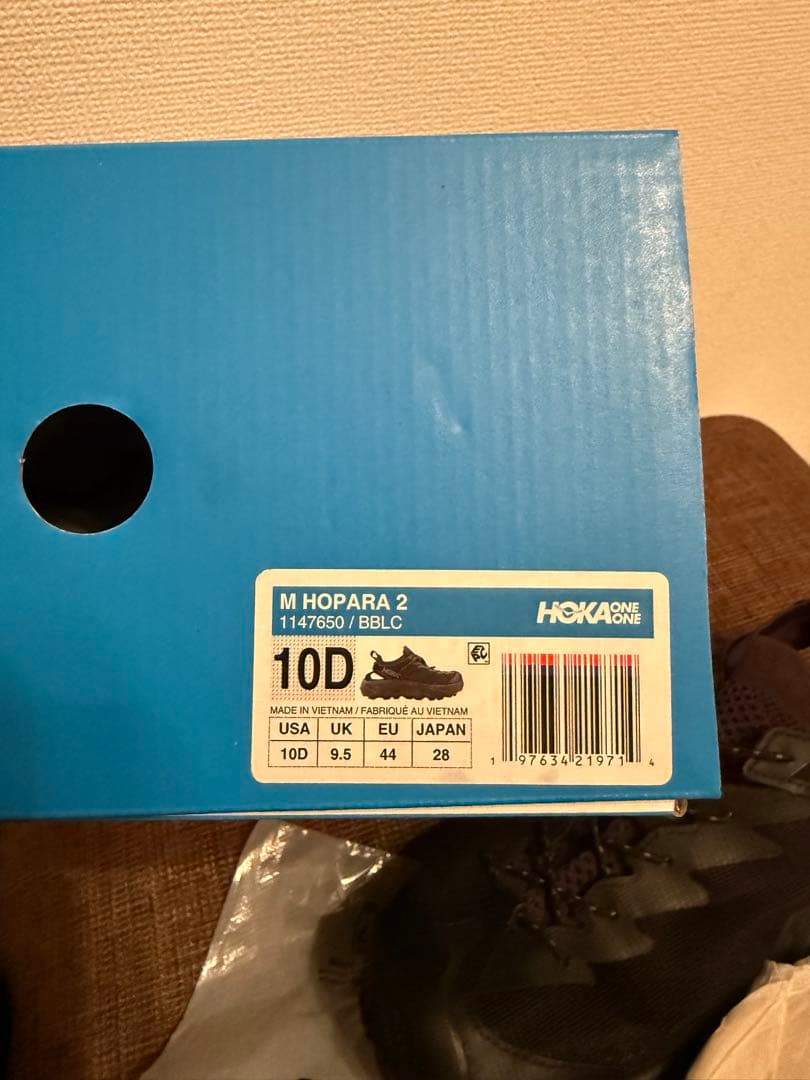 M HOPARA 2
1147650 / BBLC
HOKA ONE ONE
10D
MADE IN VIETNAM / FABRIQUÉ AU VIETNAM
USA UK EU JAPAN
10D 9.5 44 28
1 97634 21971 4